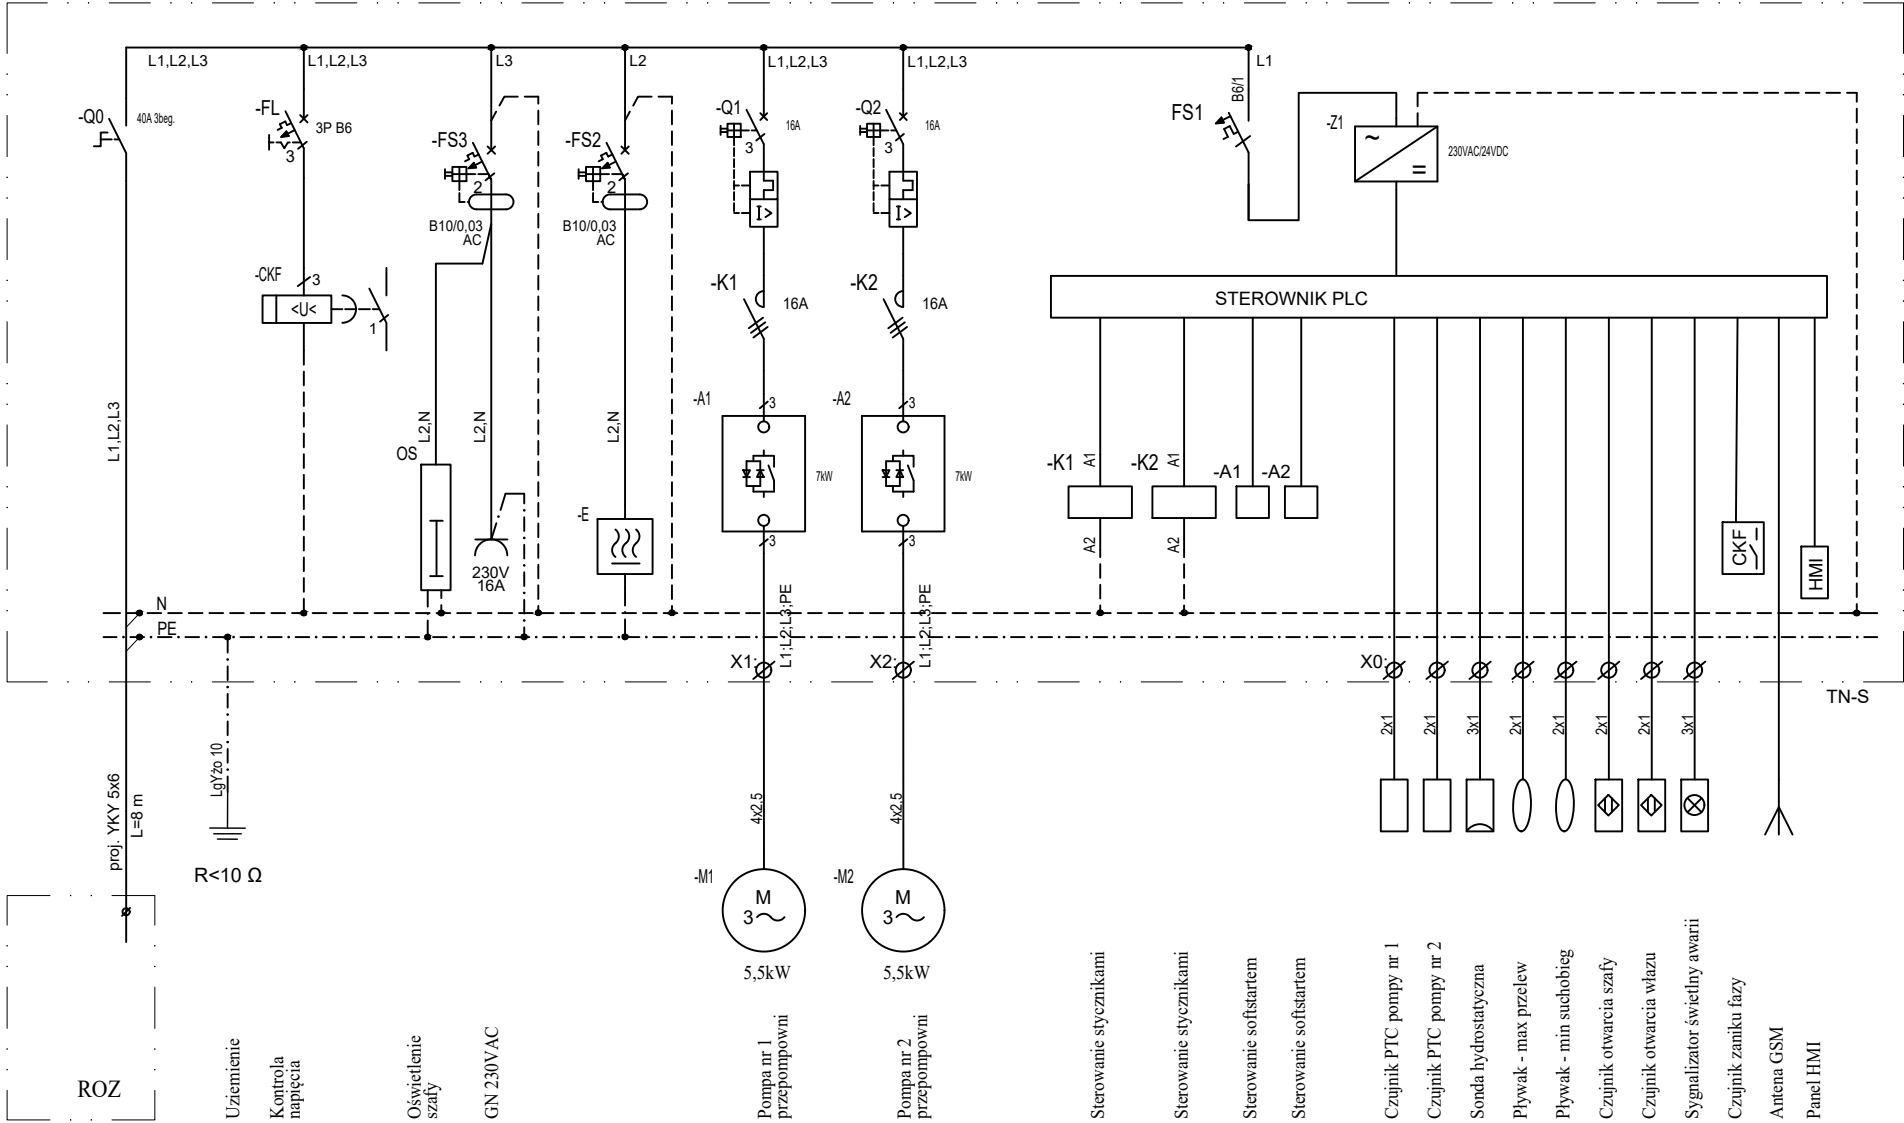 L1,L2,L3
L1,L2,L3
L3
L2
L1,L2,L3
L1,L2,L3
L1
-Q0
40A 3beg.
-FL
3P B6
3
-FS3
2
B10/0,03
AC
-FS2
2
B10/0,03
AC
-Q1
16A
3
-Q2
16A
3
B6/1
FS1
-Z1
~
=
230VAC/24VDC
-CKF
3
<U<
1
I>
I>
-K1
16A
-K2
16A
STEROWNIK PLC
L1,L2,L3
L2,N
L2,N
L2,N
OS
230V
16A
-E
-A1
3
7kW
3
-A2
3
7kW
3
-K1
A1
A2
-K2
A1
A2
-A1
-A2
CKF
HMI
N
PE
L1;L2;L3;PE
L1;L2;L3;PE
X1:
X2:
X0:
TN-S
proj. YKY 5x6
L=8 m
LgYżo 10
R<10 Ω
4x2,5
4x2,5
2x1
2x1
3x1
2x1
2x1
2x1
2x1
3x1
-M1
M
3~
5,5kW
-M2
M
3~
5,5kW
ROZ
Uziemienie
Kontrola
napięcia
Oświetlenie
szafy
GN 230VAC
Pompa nr 1
przepompowni
Pompa nr 2
przepompowni
Sterowanie stycznikami
Sterowanie stycznikami
Sterowanie softstartem
Sterowanie softstartem
Czujnik PTC pompy nr 1
Czujnik PTC pompy nr 2
Sonda hydrostatyczna
Pływak - max przelew
Pływak - min suchobieg
Czujnik otwarcia szafy
Czujnik otwarcia włazu
Sygnalizator świetlny awarii
Czujnik zaniku fazy
Antena GSM
Panel HMI